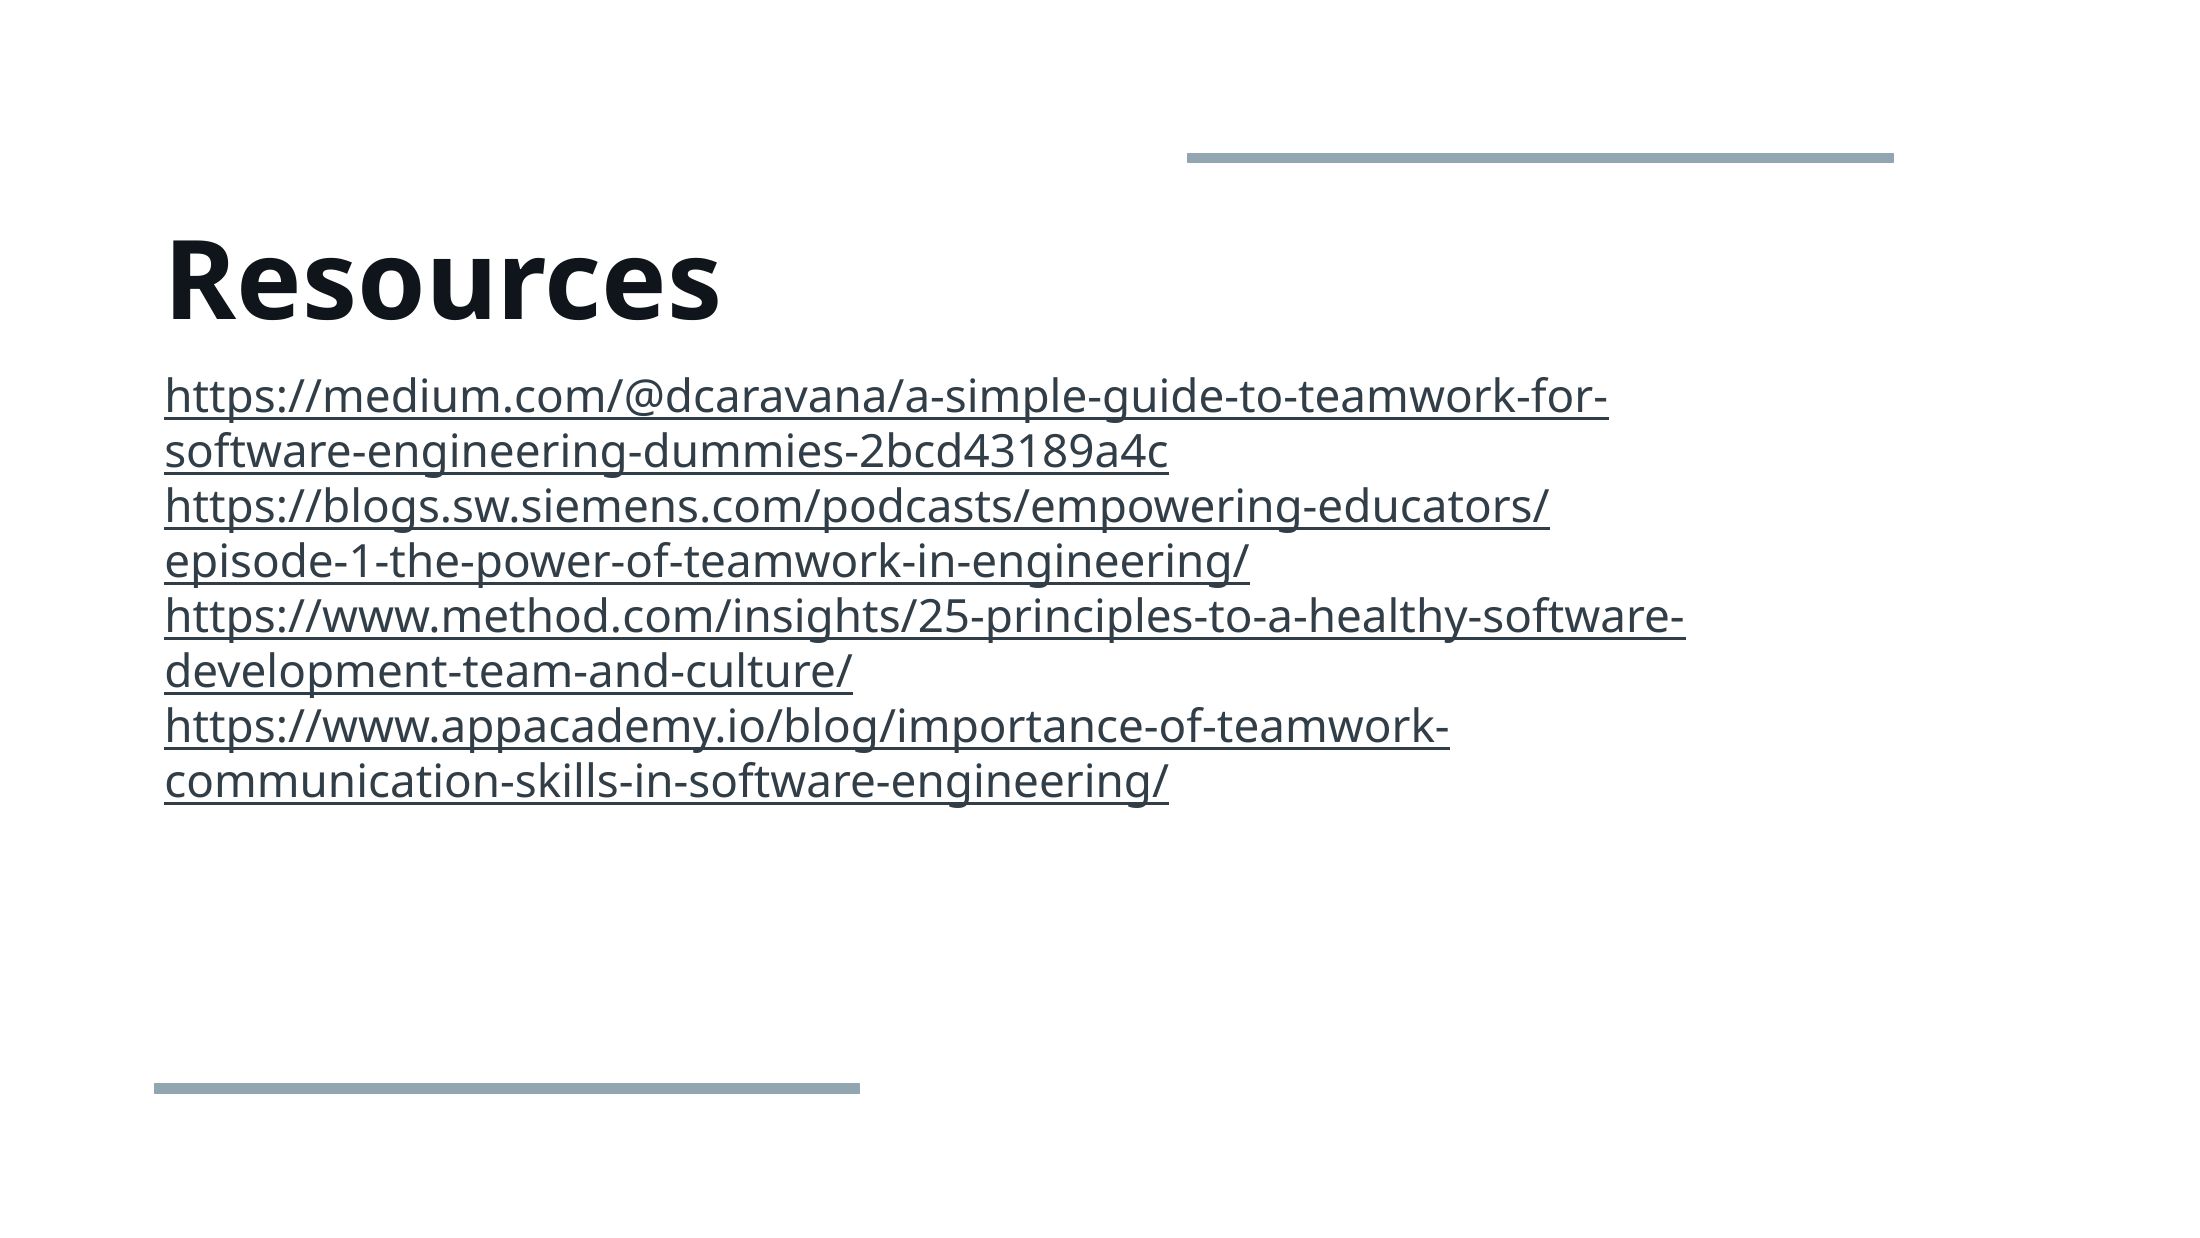 Resources
https://medium.com/@dcaravana/a-simple-guide-to-teamwork-for-
software-engineering-dummies-2bcd43189a4c
https://blogs.sw.siemens.com/podcasts/empowering-educators/
episode-1-the-power-of-teamwork-in-engineering/
https://www.method.com/insights/25-principles-to-a-healthy-software-
development-team-and-culture/
https://www.appacademy.io/blog/importance-of-teamwork-
communication-skills-in-software-engineering/